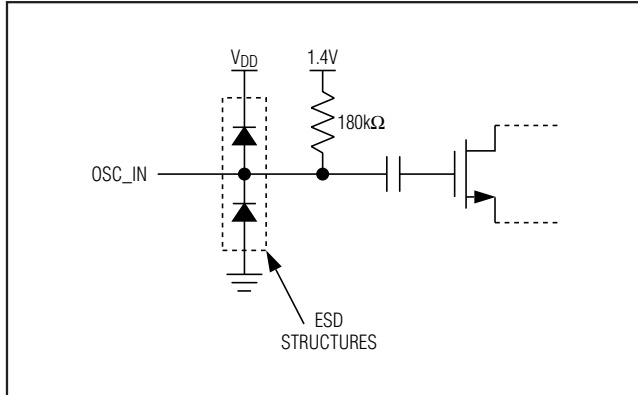 VDD
1.4V
180kΩ
OSC_IN
ESD
STRUCTURES